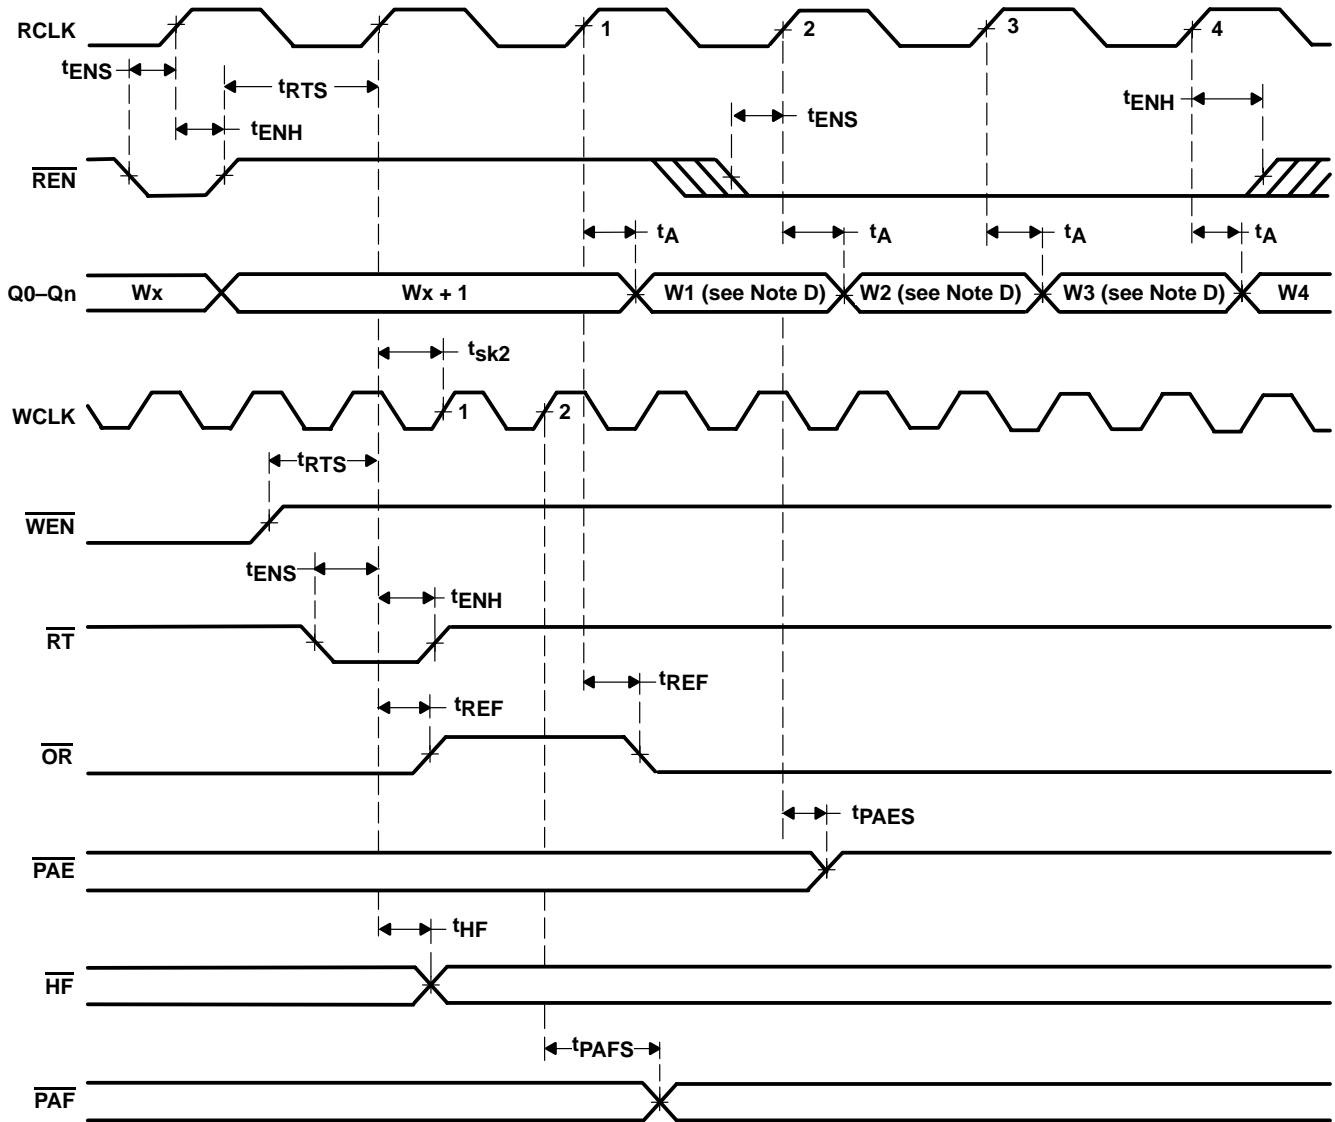 RCLK
1
2
3
4
tENS
tRTS
tENH
tENH
tENS
REN
tA
tA
tA
tA
Q0–Qn
Wx
Wx + 1
W1 (see Note D)
W2 (see Note D)
W3 (see Note D)
W4
tsk2
WCLK
1
2
tRTS
WEN
tENS
tENH
RT
tREF
tREF
OR
tPAES
PAE
tHF
HF
tPAFS
PAF